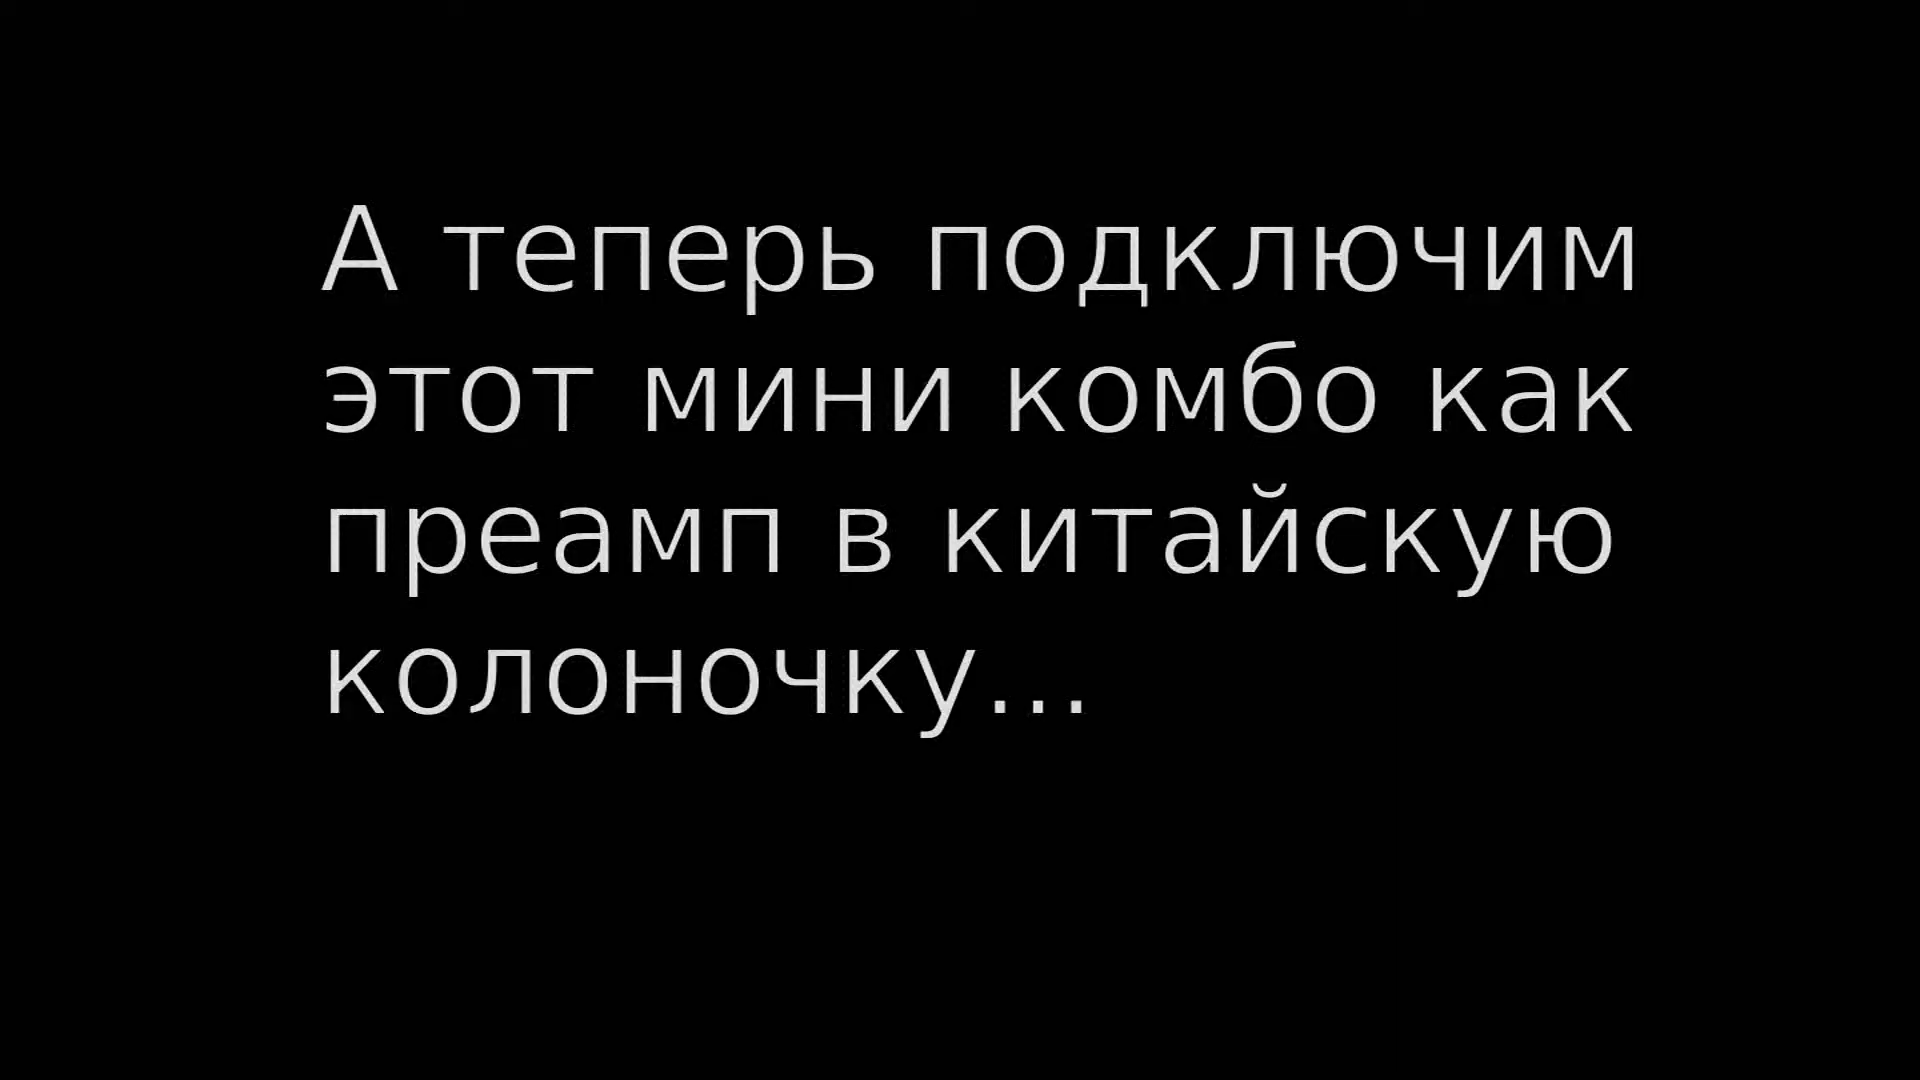 А теперь подключим
этот мини комбо как
преамп в китайскую
колоночку...